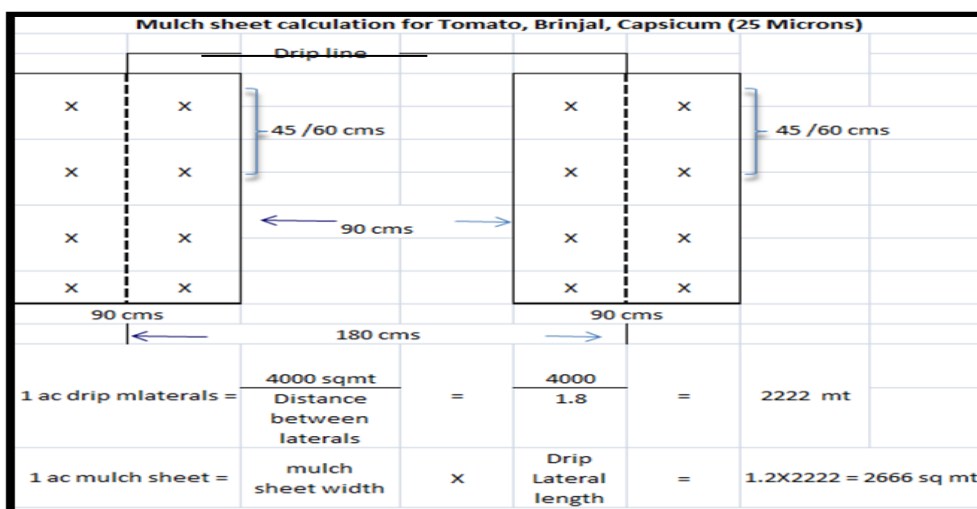 Mulch sheet calculation for Tomato, Brinjal, Capsicum (25 Microns)
Drip line
x x x x
45 /60 cms 45 /60 cms
x x x x
90 cms
x x x x
x x x x
90 cms 90 cms
180 cms
1 ac drip mlaterals = 4000 sqmt = 4000 = 2222 mt
Distance 1.8
between
laterals
1 ac mulch sheet = mulch x Drip = 1.2X2222 = 2666 sq mt
sheet width Lateral
length